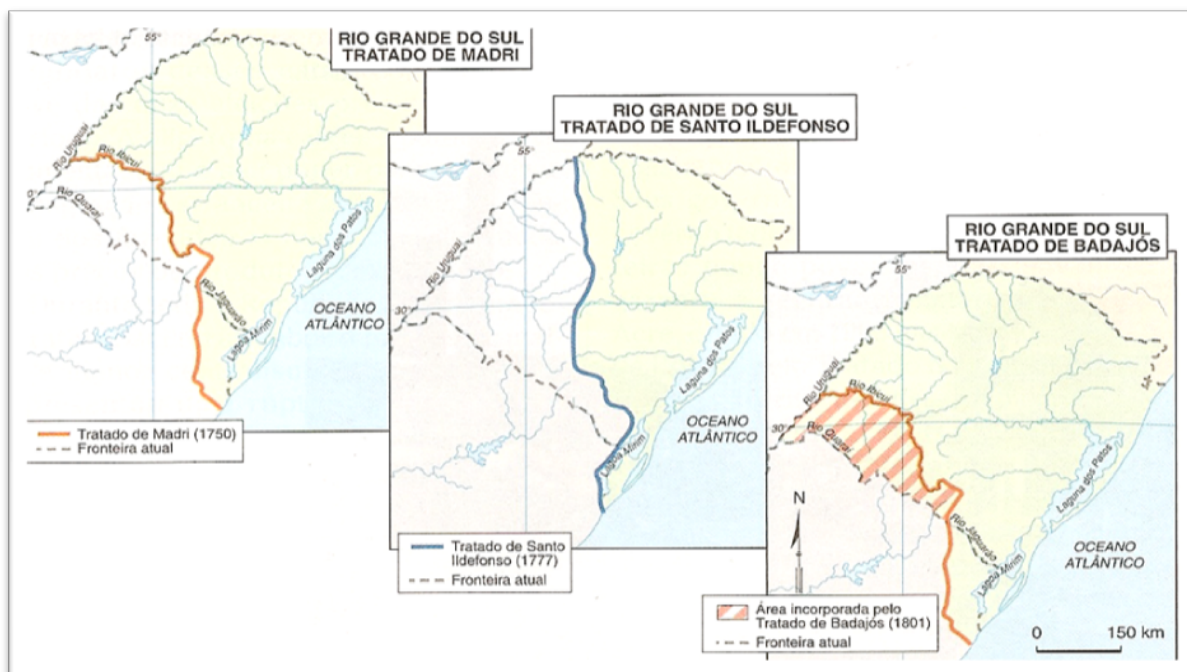 RIO GRANDE DO SUL
TRATADO DE MADRI
55°
Rio Uruguai
Rio Ibicuí
Rio Quaraí
Rio Jaguarão
Lagoa Mirim
Laguna dos Patos
OCEANO
ATLÂNTICO
Tratado de Madri (1750)
Fronteira atual
RIO GRANDE DO SUL
TRATADO DE SANTO ILDEFONSO
55°
Rio Uruguai
30°
Laguna dos Patos
Lagoa Mirim
OCEANO
ATLÂNTICO
Tratado de Santo
Ildefonso (1777)
Fronteira atual
RIO GRANDE DO SUL
TRATADO DE BADAJÓS
55°
Rio Uruguai
Rio Ibicuí
30°
Rio Quaraí
Rio Jaguarão
Laguna dos Patos
Lagoa Mirim
N
OCEANO
ATLÂNTICO
Área incorporada pelo
Tratado de Badajós (1801)
Fronteira atual
0 150 km